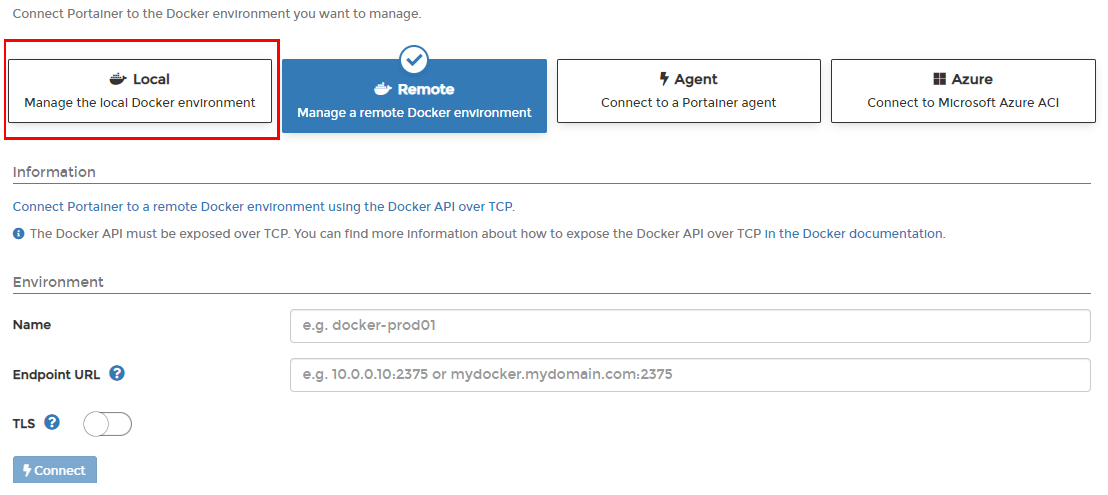 Connect Portainer to the Docker environment you want to manage.
Local
Manage the local Docker environment
Remote
Manage a remote Docker environment
Agent
Connect to a Portainer agent
Azure
Connect to Microsoft Azure ACI
Information
Connect Portainer to a remote Docker environment using the Docker API over TCP.
The Docker API must be exposed over TCP. You can find more information about how to expose the Docker API over TCP in the Docker documentation.
Environment
Name
e.g. docker-prod01
Endpoint URL
e.g. 10.0.0.10:2375 or mydocker.mydomain.com:2375
TLS
Connect